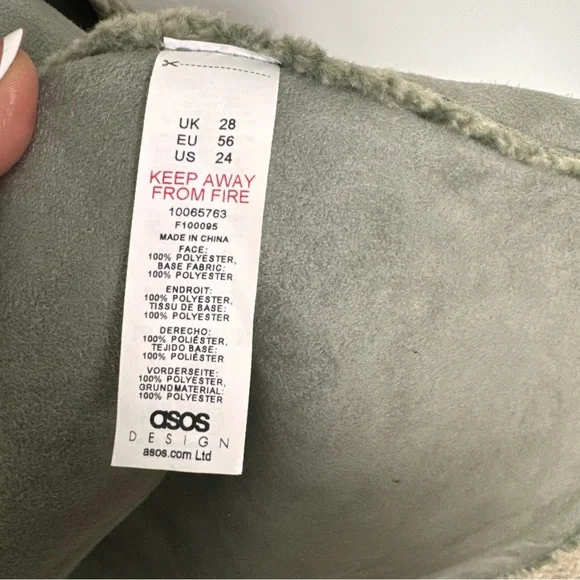 UK 28
EU 56
US 24
KEEP AWAY
FROM FIRE
10065763
F100095
MADE IN CHINA
FACE:
100% POLYESTER,
BASE FABRIC:
100% POLYESTER
ENDROIT:
100% POLYESTER,
TISSU DE BASE:
100% POLYESTER
DERECHO:
100% POLIÉSTER,
TEJIDO BASE:
100% POLIÉSTER
VORDERSEITE:
100% POLYESTER,
GRUNDMATERIAL:
100% POLYESTER
asos
DESIGN
asos.com Ltd